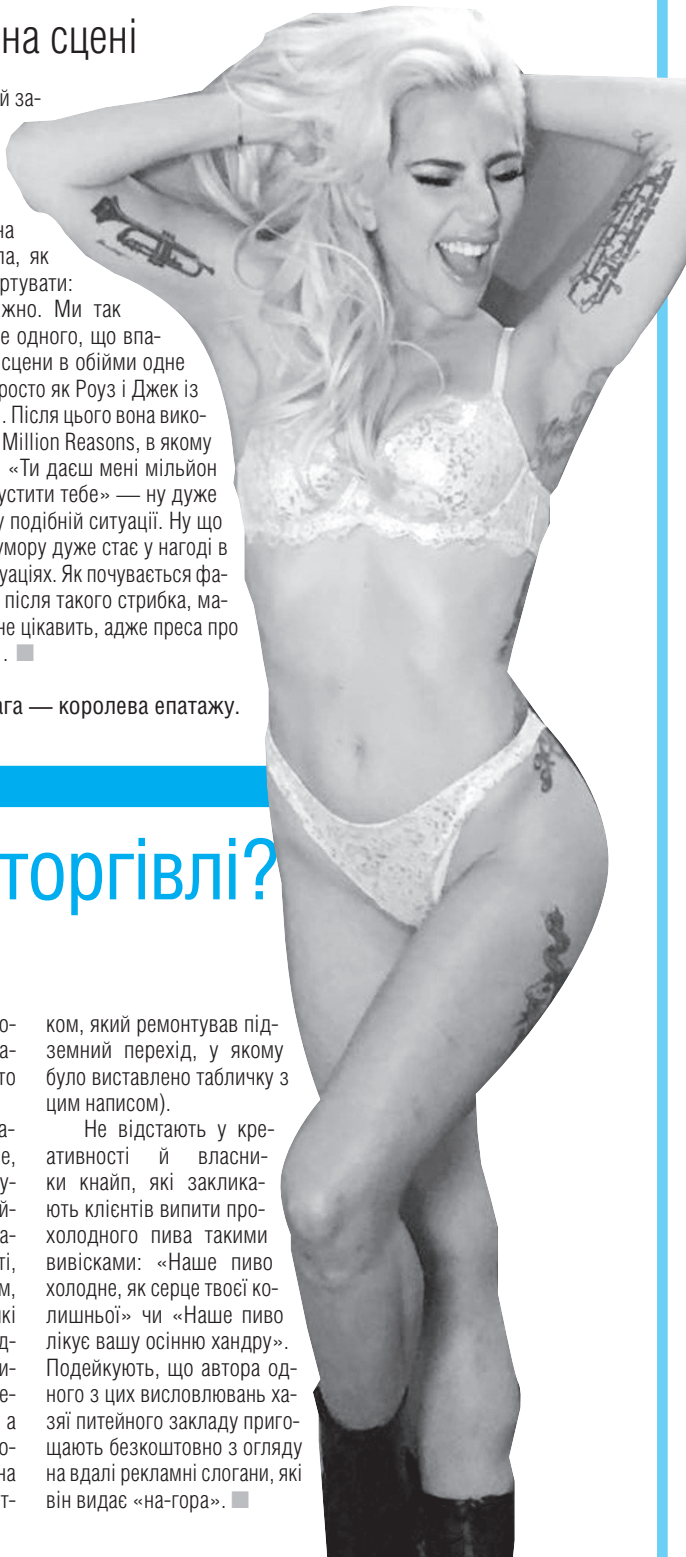 на сцені
й за-
на
ла, як
ртувати:
жно. Ми так
е одного, що впа-
сцени в обійми одне
росто як Роуз і Джек із
. Після цього вона вико-
Million Reasons, в якому
«Ти даєш мені мільйон
устити тебе» — ну дуже
у подібній ситуації. Ну що
умору дуже стає у нагоді в
уаціях. Як почувається фа-
після такого стрибка, ма-
не цікавить, адже преса про
. ■
ага — королева епатажу.
торгівлі?
о-
а-
то
а-
е,
у-
й-
а-
ті,
м,
кі
д-
и-
е-
а
о-
на
т-
ком, який ремонтував під-
земний перехід, у якому
було виставлено табличку з
цим написом).
Не відстають у кре-
ативності й власни-
ки кнайп, які заклика-
ють клієнтів випити про-
холодного пива такими
вивісками: «Наше пиво
холодне, як серце твоєї ко-
лишньої» чи «Наше пиво
лікує вашу осінню хандру».
Подейкують, що автора од-
ного з цих висловлювань ха-
зяї питейного закладу приго-
щають безкоштовно з огляду
на вдалі рекламні слогани, які
він видає «на-гора». ■